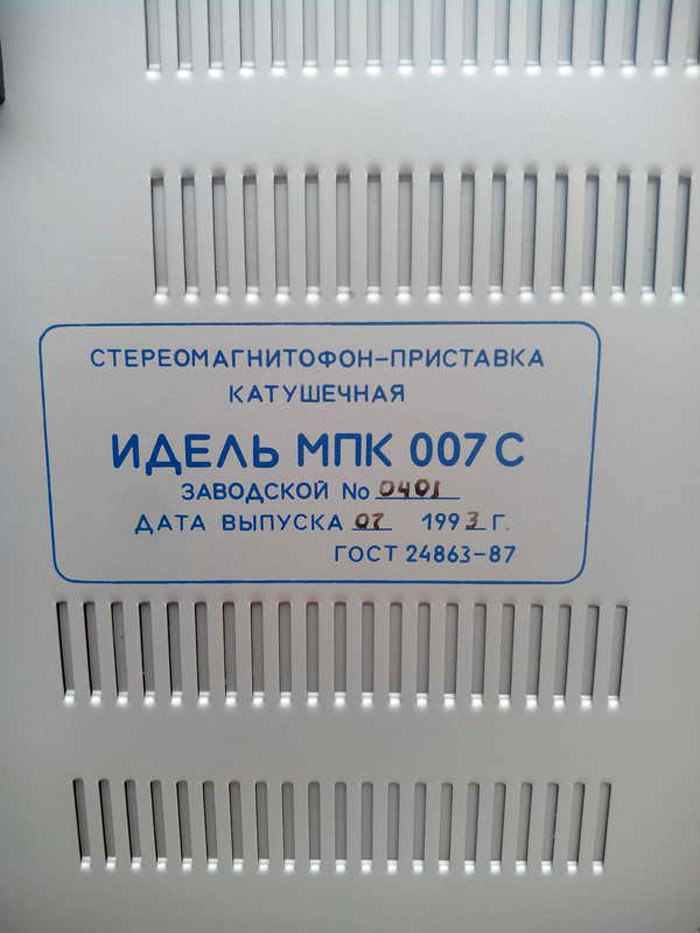 СТЕРЕОМАГНИТОФОН-ПРИСТАВКА
КАТУШЕЧНАЯ
ИДЕЛЬ МПК 007С
ЗАВОДСКОЙ No 0401
ДАТА ВЫПУСКА 07 1993 г.
ГОСТ 24863-87